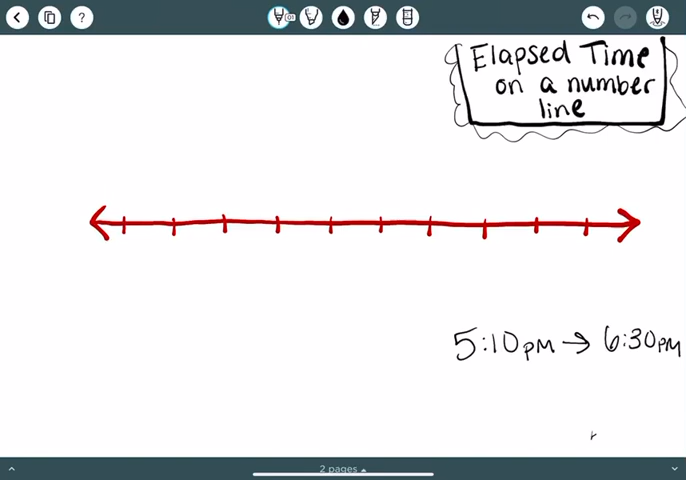 ?
Elapsed Time
on a number
line
5:10pm → 6:30pm
2 pages